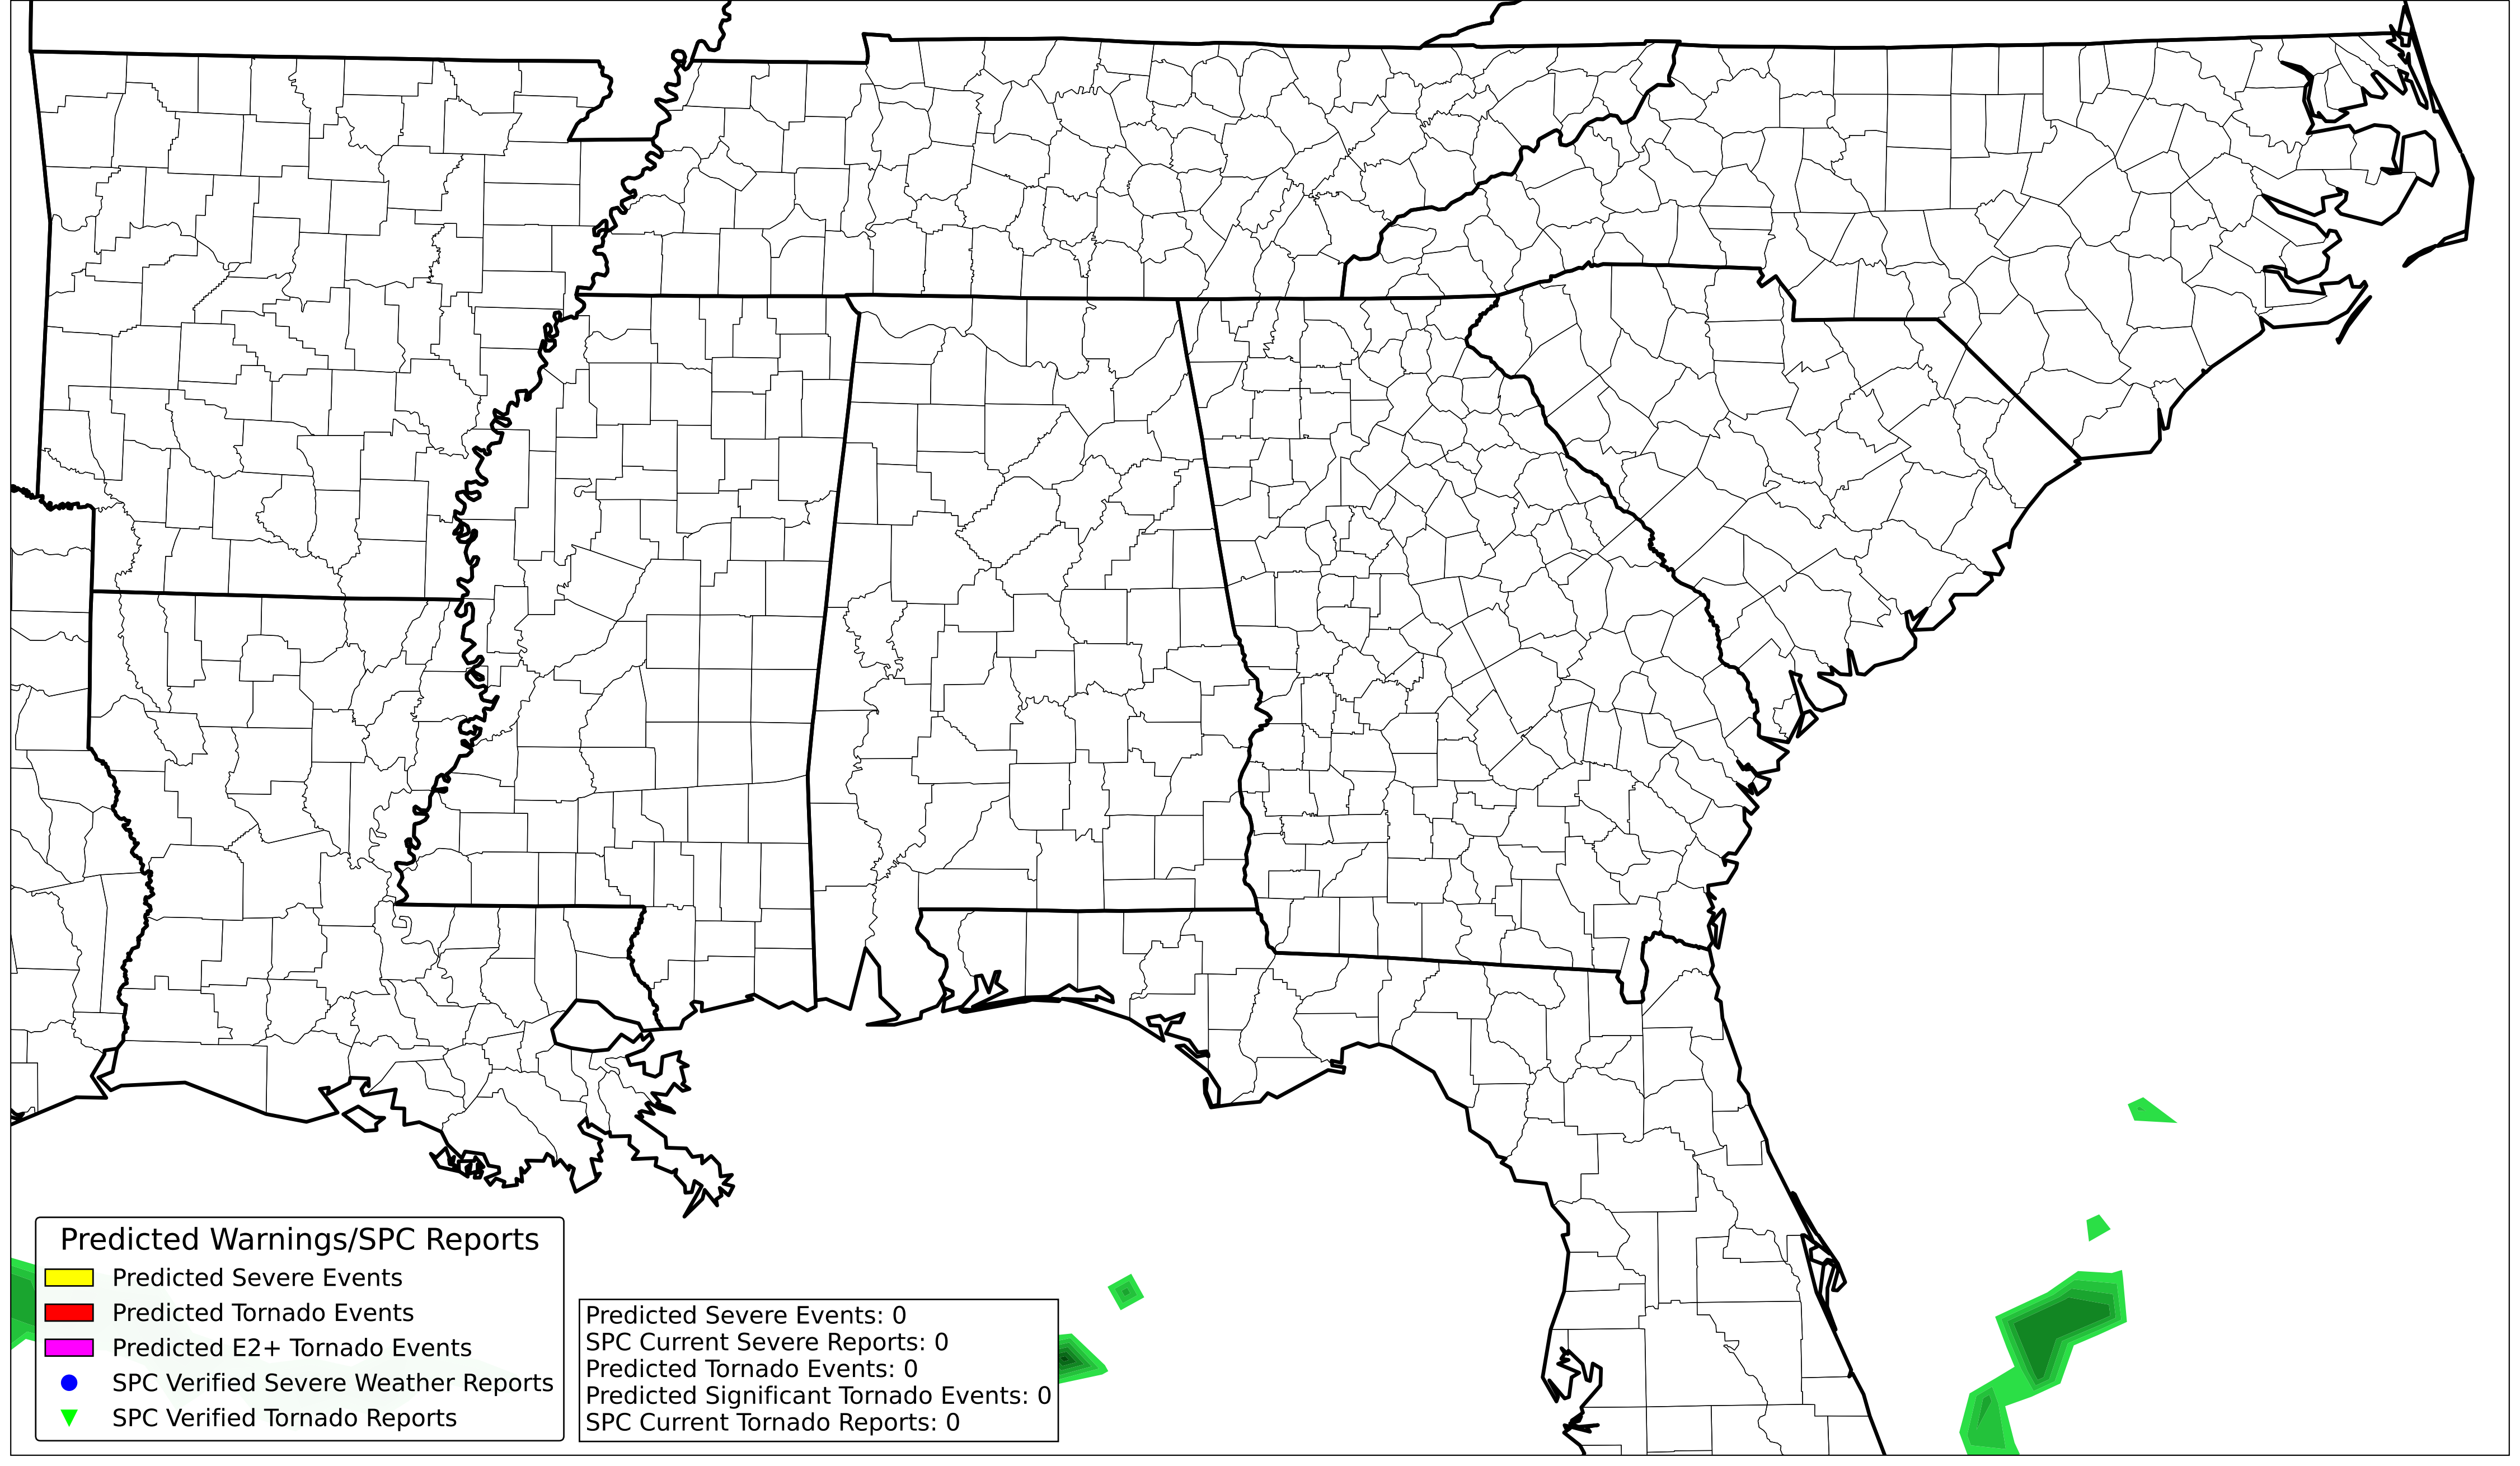 Predicted Warnings/SPC Reports
Predicted Severe Events
Predicted Tornado Events
Predicted E2+ Tornado Events
SPC Verified Severe Weather Reports
SPC Verified Tornado Reports
Predicted Severe Events: 0
SPC Current Severe Reports: 0
Predicted Tornado Events: 0
Predicted Significant Tornado Events: 0
SPC Current Tornado Reports: 0